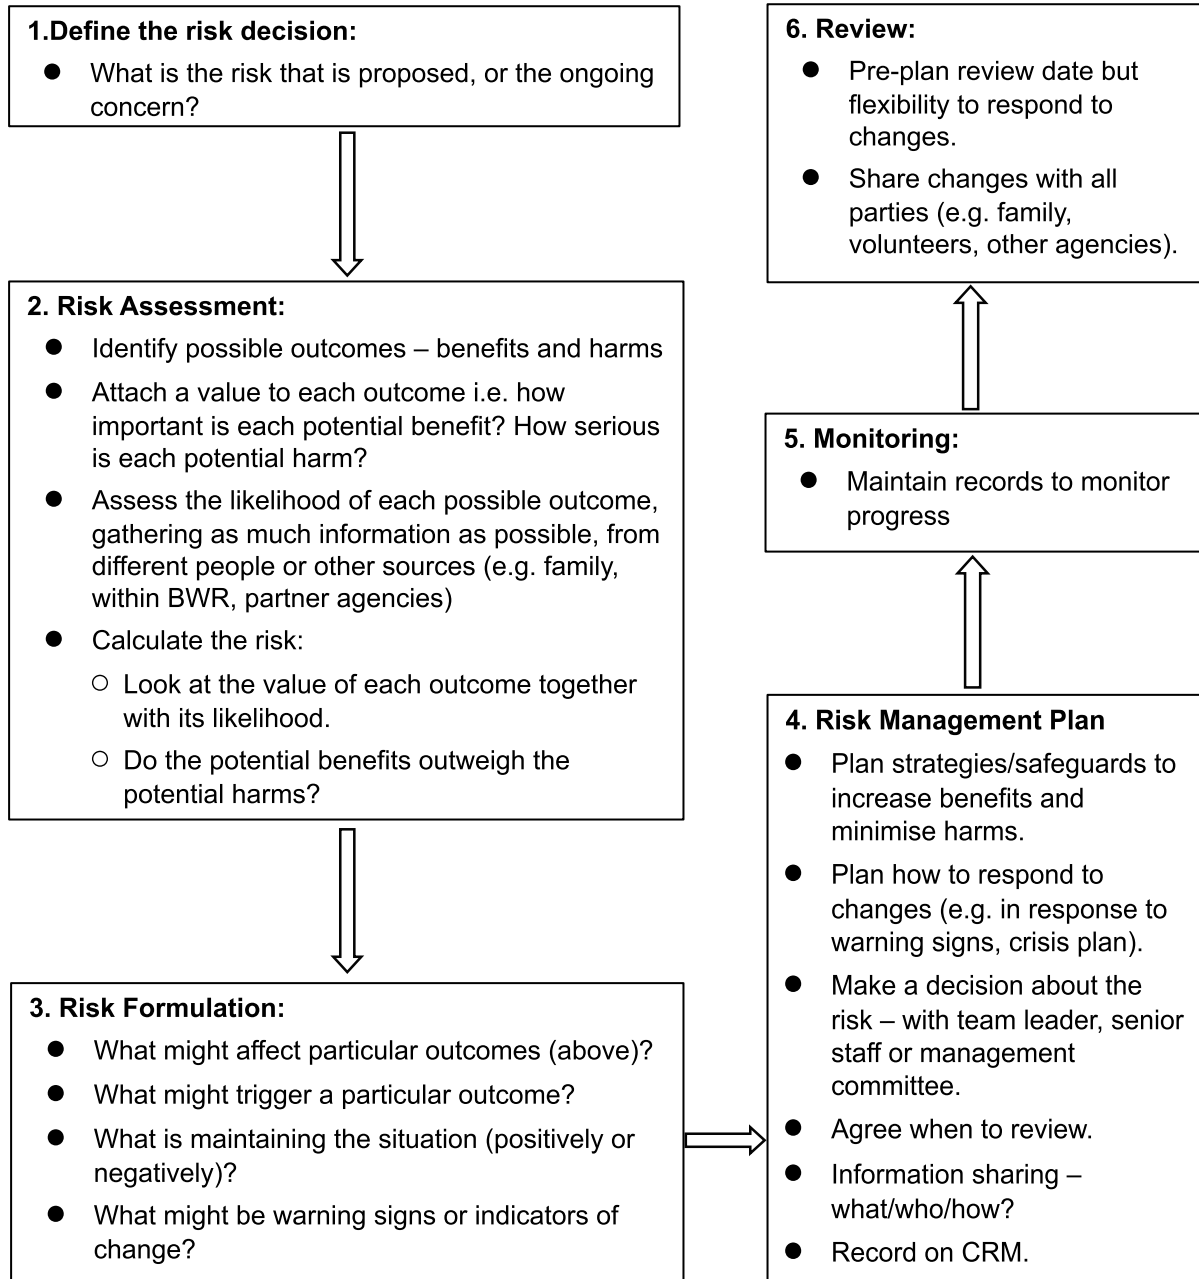 1.Define the risk decision:
● What is the risk that is proposed, or the ongoing
concern?
2. Risk Assessment:
● Identify possible outcomes – benefits and harms
● Attach a value to each outcome i.e. how
important is each potential benefit? How serious
is each potential harm?
● Assess the likelihood of each possible outcome,
gathering as much information as possible, from
different people or other sources (e.g. family,
within BWR, partner agencies)
● Calculate the risk:
○ Look at the value of each outcome together
with its likelihood.
○ Do the potential benefits outweigh the
potential harms?
3. Risk Formulation:
● What might affect particular outcomes (above)?
● What might trigger a particular outcome?
● What is maintaining the situation (positively or
negatively)?
● What might be warning signs or indicators of
change?
4. Risk Management Plan
● Plan strategies/safeguards to
increase benefits and
minimise harms.
● Plan how to respond to
changes (e.g. in response to
warning signs, crisis plan).
● Make a decision about the
risk – with team leader, senior
staff or management
committee.
● Agree when to review.
● Information sharing –
what/who/how?
● Record on CRM.
5. Monitoring:
● Maintain records to monitor
progress
6. Review:
● Pre-plan review date but
flexibility to respond to
changes.
● Share changes with all
parties (e.g. family,
volunteers, other agencies).